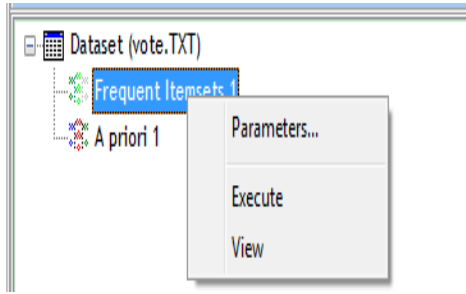 Dataset (vote.TXT)
Frequent Itemsets 1
A priori 1
Parameters...
Execute
View